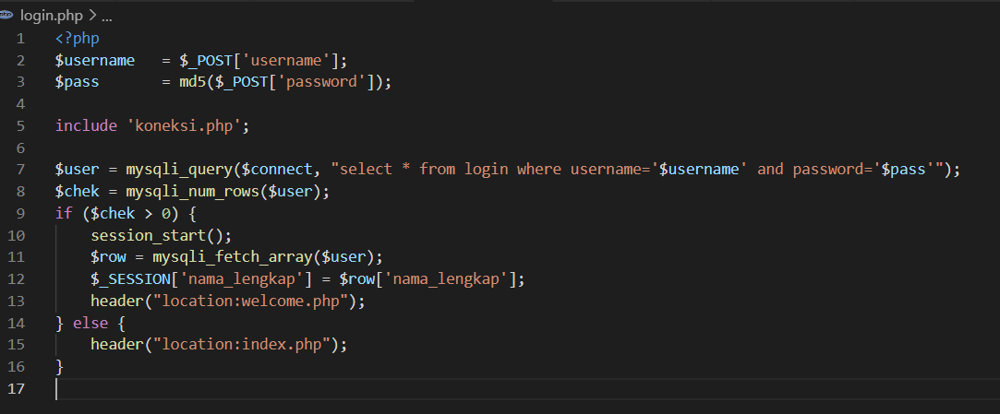 php login.php > ...
1 <?php
2 $username   = $_POST['username'];
3 $pass       = md5($_POST['password']);
4
5 include 'koneksi.php';
6
7 $user = mysqli_query($connect, "select * from login where username='$username' and password='$pass'");
8 $chek = mysqli_num_rows($user);
9 if ($chek > 0) {
10     session_start();
11     $row = mysqli_fetch_array($user);
12     $_SESSION['nama_lengkap'] = $row['nama_lengkap'];
13     header("location:welcome.php");
14 } else {
15     header("location:index.php");
16 }
17